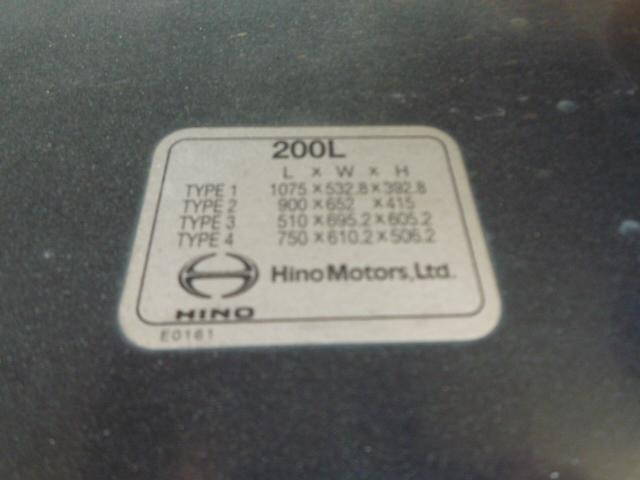 200L
L × W × H
TYPE 1 1075 × 532.8 × 392.8
TYPE 2 900 × 652 × 415
TYPE 3 510 × 695.2 × 605.2
TYPE 4 750 × 610.2 × 506.2
Hino Motors, Ltd.
HINO
E0161